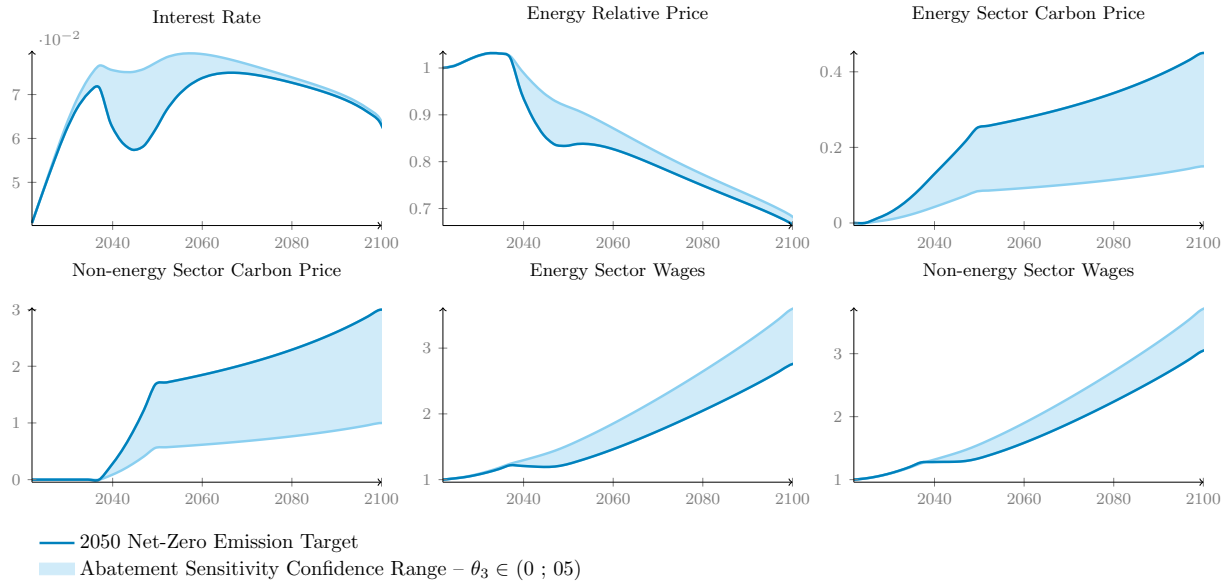 Interest Rate
Energy Relative Price
Energy Sector Carbon Price
·10−2
7
6
5
2040 2060 2080 2100
1
0.9
0.8
0.7
2040 2060 2080 2100
0.4
0.2
0
2040 2060 2080 2100
Non-energy Sector Carbon Price
Energy Sector Wages
Non-energy Sector Wages
3
2
1
0
2040 2060 2080 2100
3
2
1
2040 2060 2080 2100
3
2
1
2040 2060 2080 2100
2050 Net-Zero Emission Target
Abatement Sensitivity Confidence Range – θ₃ ∈ (0 ; 05)